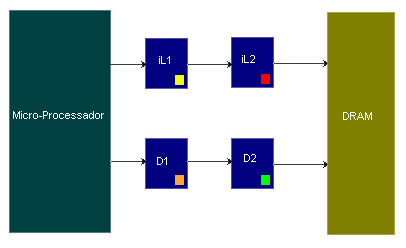 iL1
iL2
Micro-Processador
DRAM
D1
D2